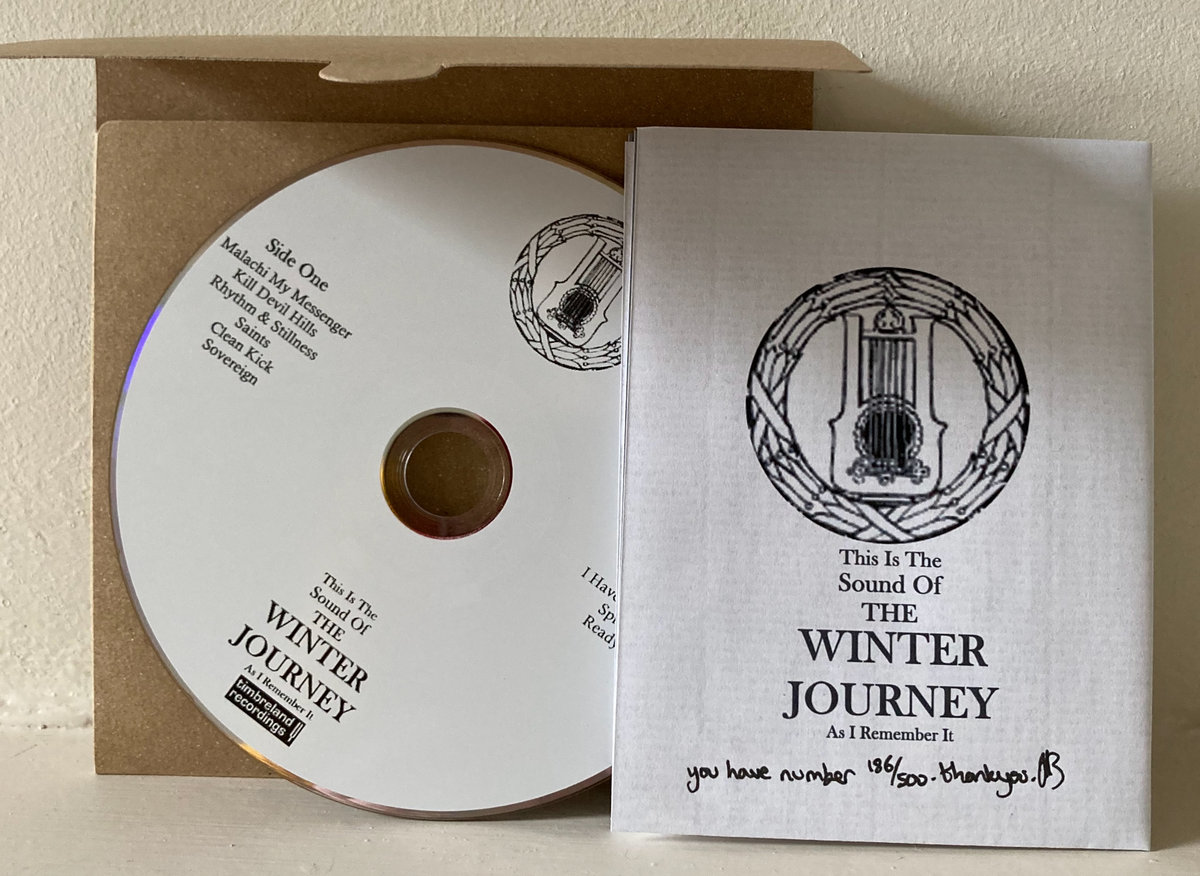 Side One
Malachi My Messenger
Kill Devil Hills
Rhythm & Stillness
Saints
Clean Kick
Sovereign
I Have
Ready
This Is The
Sound Of
THE
WINTER
JOURNEY
As I Remember It
timbreland
recordings
This Is The
Sound Of
THE
WINTER
JOURNEY
As I Remember It
you have number 186/500. thankyou.